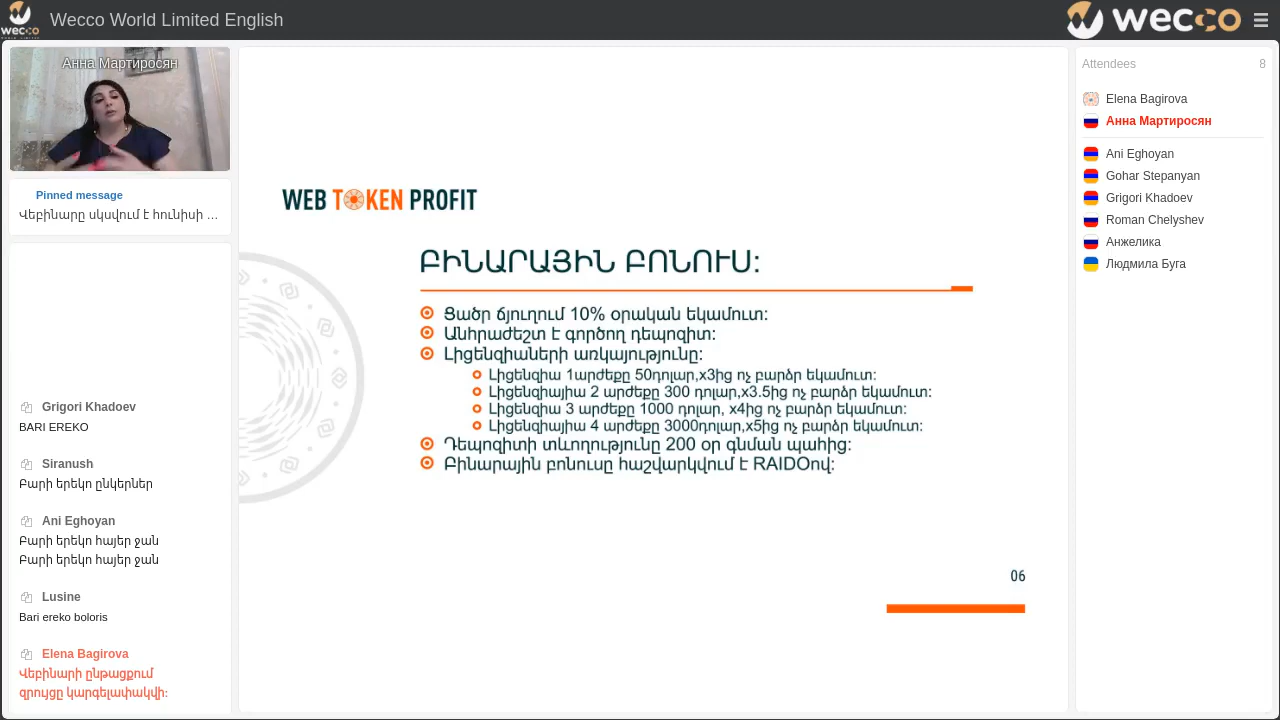 wecco
Wecco World Limited English
wecco
Анна Мартиросян
Pinned message
Վեբինարը սկսվում է հունիսի ...
Grigori Khadoev
BARI EREKO
Siranush
Բարի երեկո ընկերներ
Ani Eghoyan
Բարի երեկո հայեր ջան
Բարի երեկո հայեր ջան
Lusine
Bari ereko boloris
Elena Bagirova
Վեբինարի ընթացքում
զրույցը կարգելափակվի:
WEB TOKEN PROFIT
ԲԻՆԱՐԱՅԻՆ ԲՈՆՈՒՍ:
Ցածր ճյուղում 10% օրական եկամուտ:
Անհրաժեշտ է գործող դեպոզիտ:
Լիցենզիաների առկայությունը:
Լիցենզիա 1արժեքը 50դոլար,x3ից ոչ բարձր եկամուտ:
Լիցենզիայիա 2 արժեքը 300 դոլար,x3.5ից ոչ բարձր եկամուտ:
Լիցենզիա 3 արժեքը 1000 դոլար, x4ից ոչ բարձր եկամուտ:
Լիցենզիայիա 4 արժեքը 3000դոլար,x5ից ոչ բարձր եկամուտ:
Դեպոզիտի տևողությունը 200 օր գնման պահից:
Բինարային բոնուսը հաշվարկվում է RAIDOով:
06
Attendees 8
Elena Bagirova
Анна Мартиросян
Ani Eghoyan
Gohar Stepanyan
Grigori Khadoev
Roman Chelyshev
Анжелика
Людмила Буга